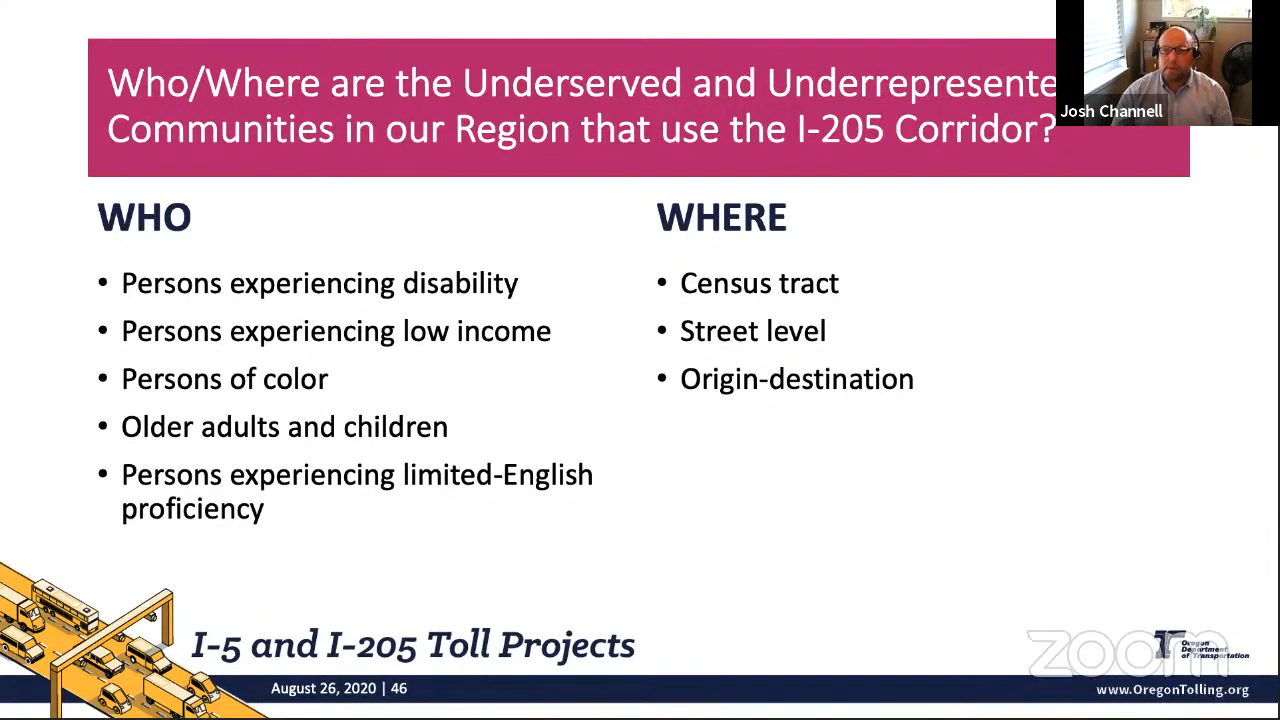 Who/Where are the Underserved and Underrepresente
Communities in our Region that use the I-205 Corridor?
Josh Channell
WHO
• Persons experiencing disability
• Persons experiencing low income
• Persons of color
• Older adults and children
• Persons experiencing limited-English
proficiency
WHERE
• Census tract
• Street level
• Origin-destination
I-5 and I-205 Toll Projects
zoom
Oregon
Department
of Transportation
August 26, 2020 | 46
www.OregonTolling.org